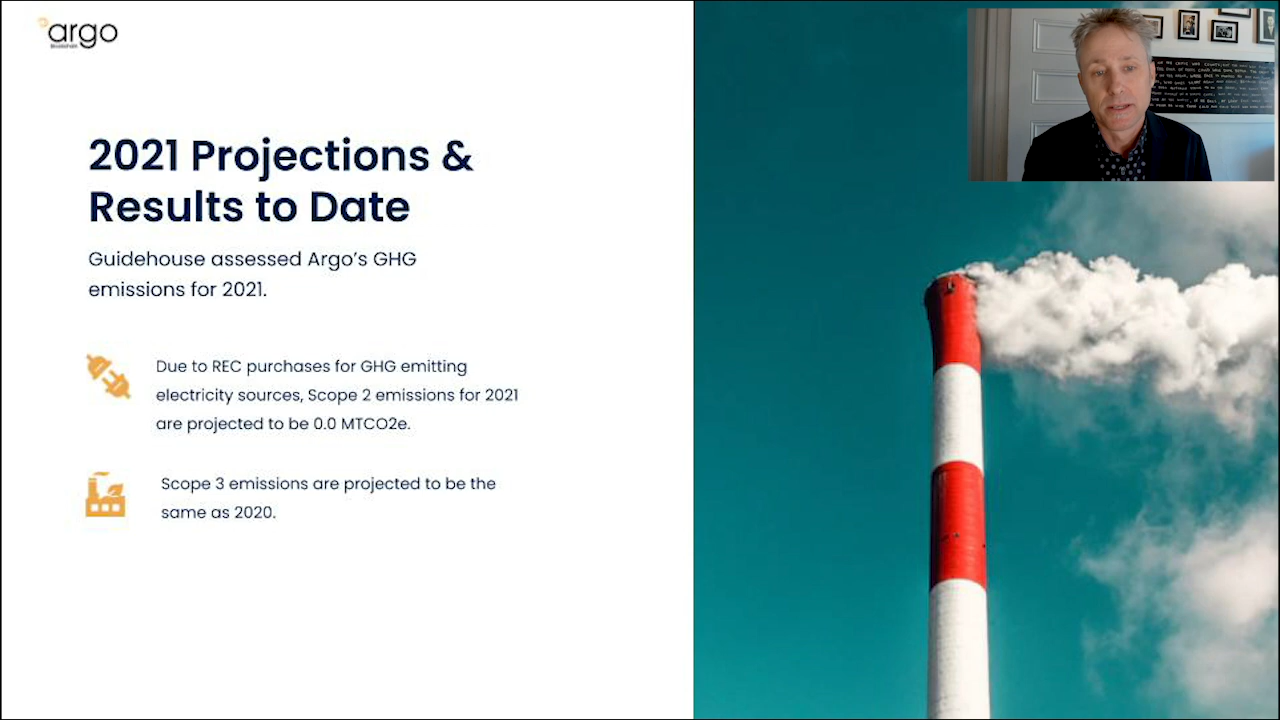 argo
BLOCKCHAIN
2021 Projections &
Results to Date
Guidehouse assessed Argo's GHG
emissions for 2021.
Due to REC purchases for GHG emitting
electricity sources, Scope 2 emissions for 2021
are projected to be 0.0 MTCO2e.
Scope 3 emissions are projected to be the
same as 2020.